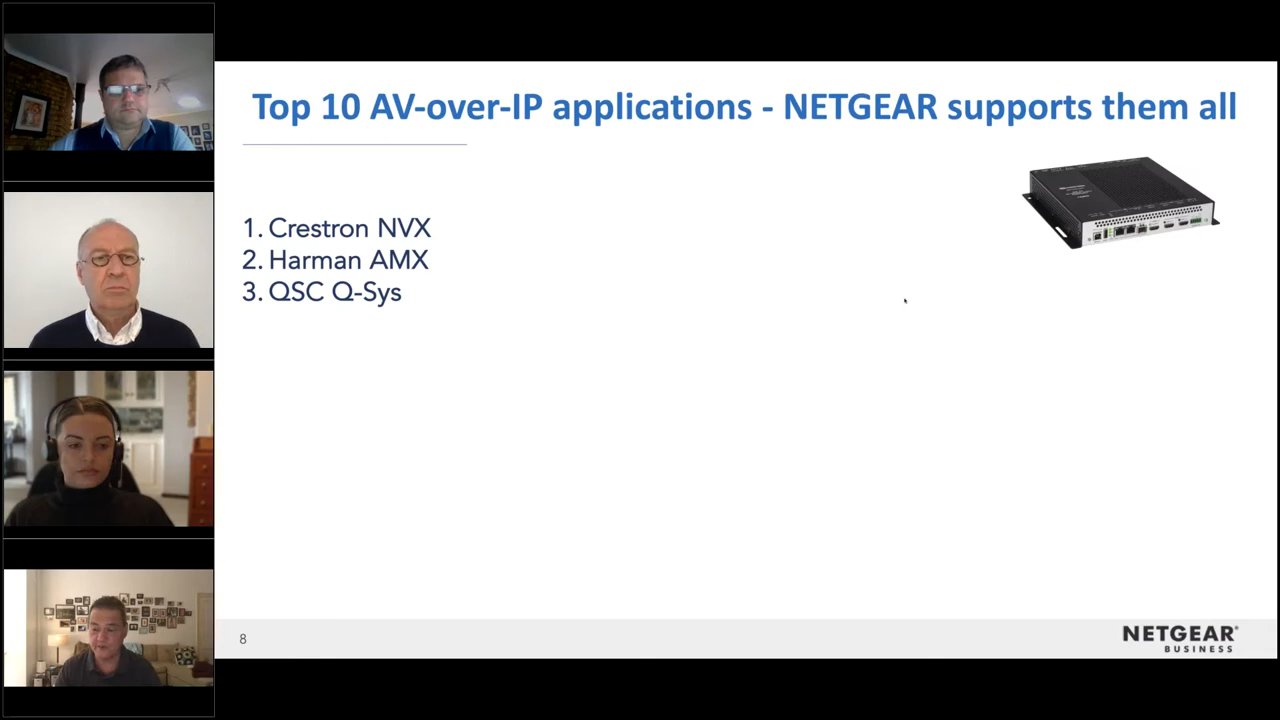 Top 10 AV-over-IP applications - NETGEAR supports them all
1. Crestron NVX
2. Harman AMX
3. QSC Q-Sys
8
NETGEAR®
BUSINESS